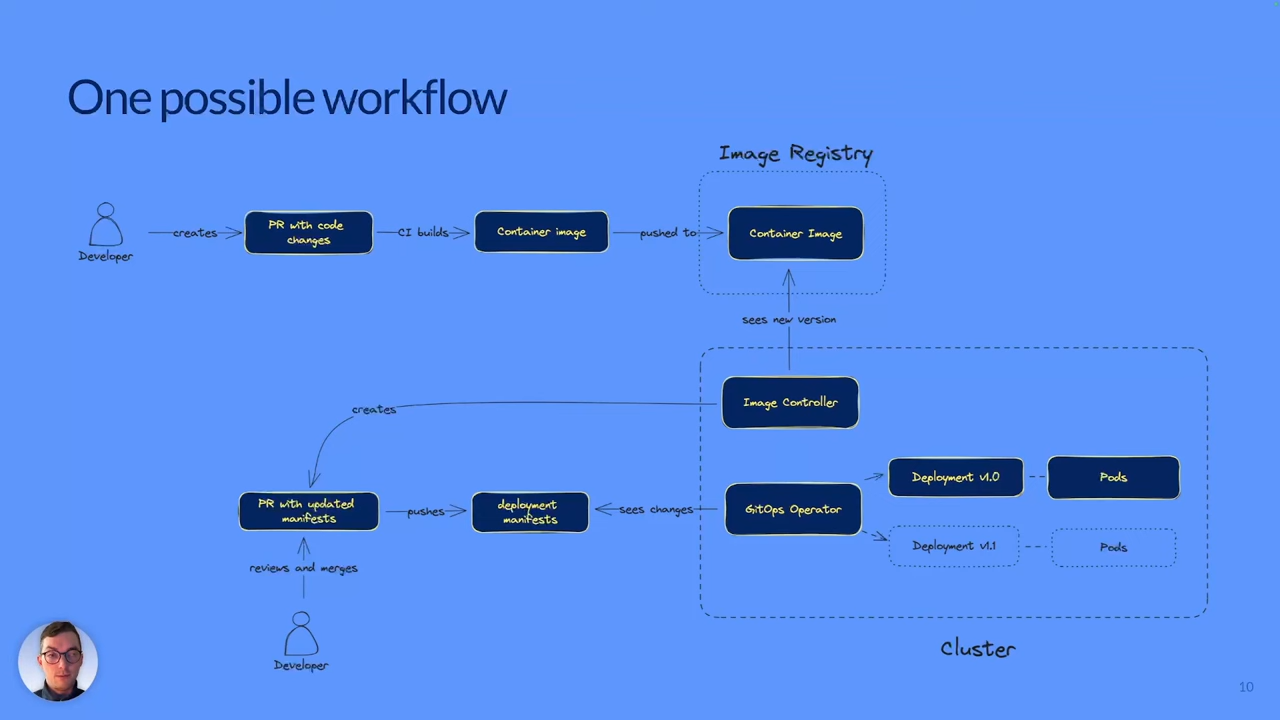 One possible workflow
Image Registry
Developer
creates
PR with code
changes
CI builds
Container image
pushed to
Container Image
sees new version
Image Controller
creates
PR with updated
manifests
pushes
deployment
manifests
sees changes
GitOps Operator
Deployment v1.0
Pods
Deployment v1.1
Pods
reviews and merges
Developer
Cluster
10